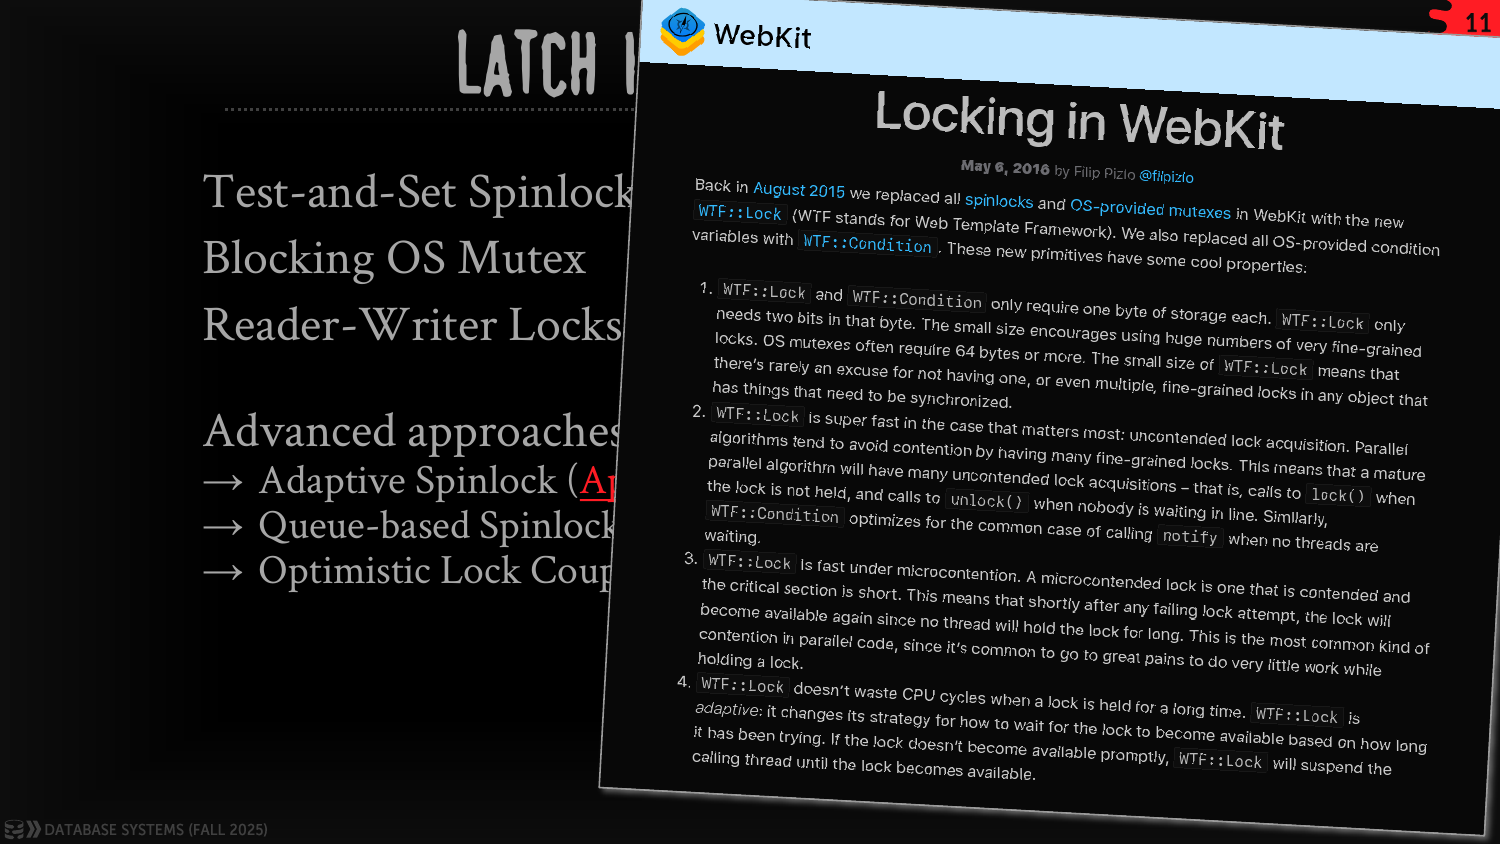 LATCH
11
Test-and-Set Spinlock
Blocking OS Mutex
Reader-Writer Locks
Advanced approaches
→ Adaptive Spinlock (Ap
→ Queue-based Spinlock
→ Optimistic Lock Coup
WebKit
Locking in WebKit
May 6, 2016 by Filip Pizlo @filpizlo
Back in August 2015 we replaced all spinlocks and OS-provided mutexes in WebKit with the new
WTF::Lock (WTF stands for Web Template Framework). We also replaced all OS-provided condition
variables with WTF::Condition. These new primitives have some cool properties:
1. WTF::Lock and WTF::Condition only require one byte of storage each. WTF::Lock only
needs two bits in that byte. The small size encourages using huge numbers of very fine-grained
locks. OS mutexes often require 64 bytes or more. The small size of WTF::Lock means that
there's rarely an excuse for not having one, or even multiple, fine-grained locks in any object that
has things that need to be synchronized.
2. WTF::Lock is super fast in the case that matters most: uncontended lock acquisition. Parallel
algorithms tend to avoid contention by having many fine-grained locks. This means that a mature
parallel algorithm will have many uncontended lock acquisitions – that is, calls to lock() when
the lock is not held, and calls to unlock() when nobody is waiting in line. Similarly,
WTF::Condition optimizes for the common case of calling notify when no threads are
waiting.
3. WTF::Lock is fast under microcontention. A microcontended lock is one that is contended and
the critical section is short. This means that shortly after any failing lock attempt, the lock will
become available again since no thread will hold the lock for long. This is the most common kind of
contention in parallel code, since it's common to go to great pains to do very little work while
holding a lock.
4. WTF::Lock doesn't waste CPU cycles when a lock is held for a long time. WTF::Lock is
adaptive: it changes its strategy for how to wait for the lock to become available based on how long
it has been trying. If the lock doesn't become available promptly, WTF::Lock will suspend the
calling thread until the lock becomes available.
DATABASE SYSTEMS (FALL 2025)